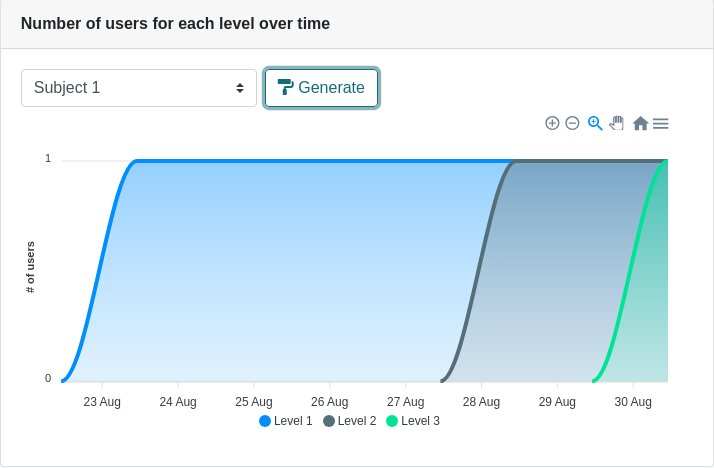 Number of users for each level over time
Subject 1
Generate
1
# of users
0
23 Aug 24 Aug 25 Aug 26 Aug 27 Aug 28 Aug 29 Aug 30 Aug
Level 1 Level 2 Level 3